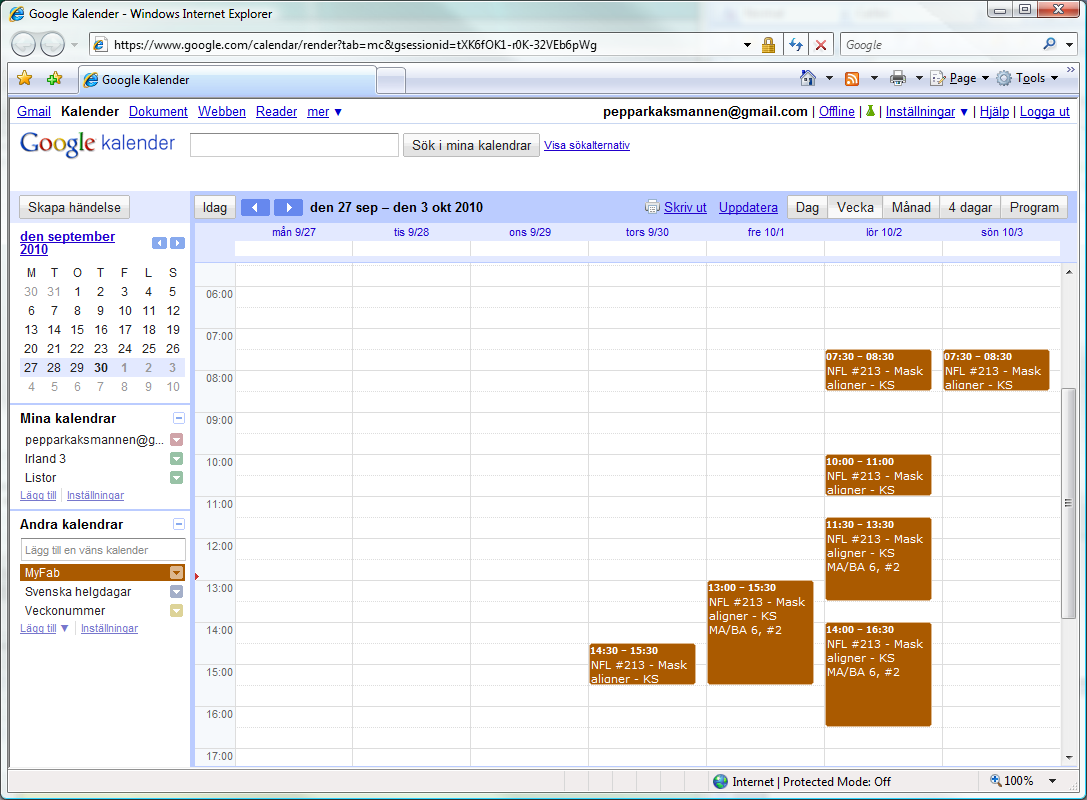 Google Kalender - Windows Internet Explorer
https://www.google.com/calendar/render?tab=mc&gsessionid=tXK6fOK1-r0K-32VEb6pWg
Google
Google Kalender
Page
Tools
»
Gmail Kalender Dokument Webben Reader mer ▼
pepparkaksmannen@gmail.com | Offline | Inställningar ▼ | Hjälp | Logga ut
Google kalender
Sök i mina kalendrar
Visa sökalternativ
Skapa händelse
Idag
den 27 sep – den 3 okt 2010
Skriv ut
Uppdatera
Dag
Vecka
Månad
4 dagar
Program
den september
2010
M T O T F L S
30 31 1 2 3 4 5
6 7 8 9 10 11 12
13 14 15 16 17 18 19
20 21 22 23 24 25 26
27 28 29 30 1 2 3
4 5 6 7 8 9 10
Mina kalendrar
pepparkaksmannen@g...
Irland 3
Listor
Lägg till | Inställningar
Andra kalendrar
Lägg till en väns kalender
MyFab
Svenska helgdagar
Veckonummer
Lägg till ▼ | Inställningar
mån 9/27
tis 9/28
ons 9/29
tors 9/30
fre 10/1
lör 10/2
sön 10/3
06:00
07:00
08:00
09:00
10:00
11:00
12:00
13:00
14:00
15:00
16:00
17:00
14:30 – 15:30
NFL #213 - Mask
aligner - KS
13:00 – 15:30
NFL #213 - Mask
aligner - KS
MA/BA 6, #2
07:30 – 08:30
NFL #213 - Mask
aligner - KS
10:00 – 11:00
NFL #213 - Mask
aligner - KS
11:30 – 13:30
NFL #213 - Mask
aligner - KS
MA/BA 6, #2
14:00 – 16:30
NFL #213 - Mask
aligner - KS
MA/BA 6, #2
07:30 – 08:30
NFL #213 - Mask
aligner - KS
Internet | Protected Mode: Off
100%